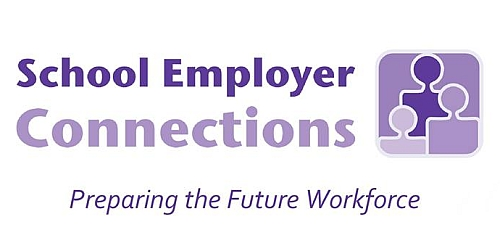 School Employer
Connections
Preparing the Future Workforce